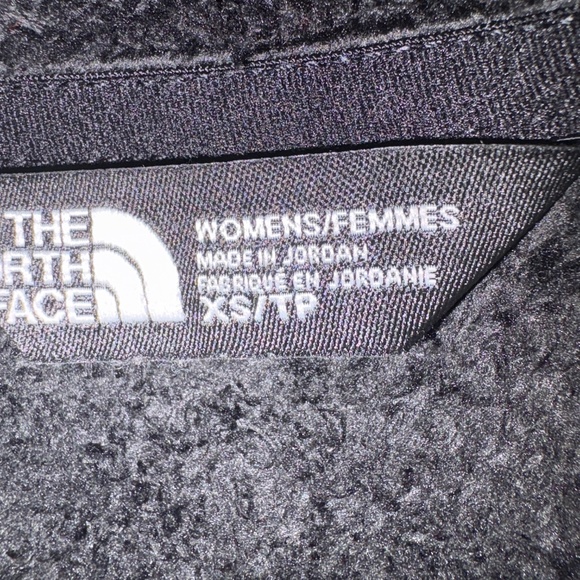 THE
ORTH
FACE
WOMENS/FEMMES
MADE IN JORDAN
FABRIQUÉ EN JORDANIE
XS/TP